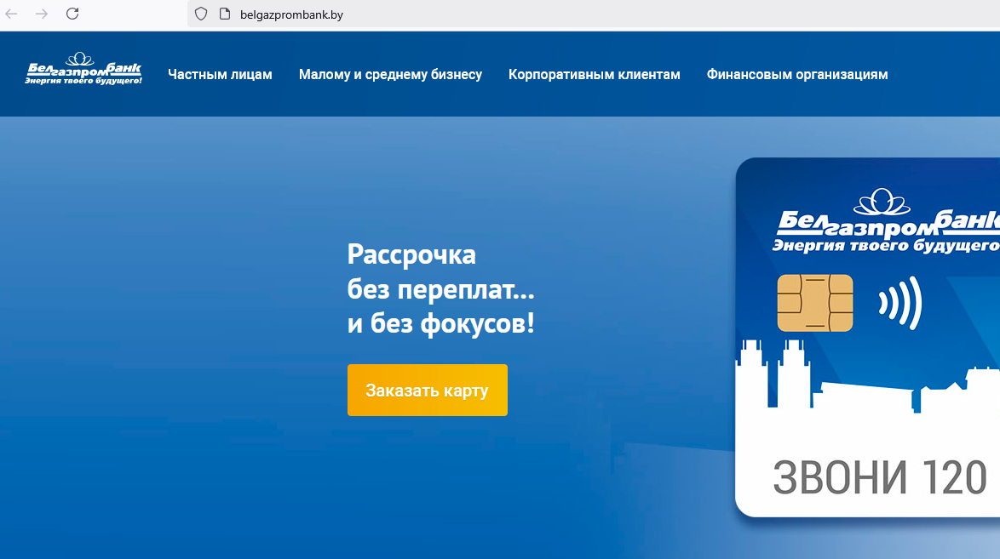 belgazprombank.by
Белгазпромбанк
Энергия твоего будущего!
Частным лицам
Малому и среднему бизнесу
Корпоративным клиентам
Финансовым организациям
Рассрочка
без переплат...
и без фокусов!
Заказать карту
Белгазпромбанк
Энергия твоего будущего
ЗВОНИ 120